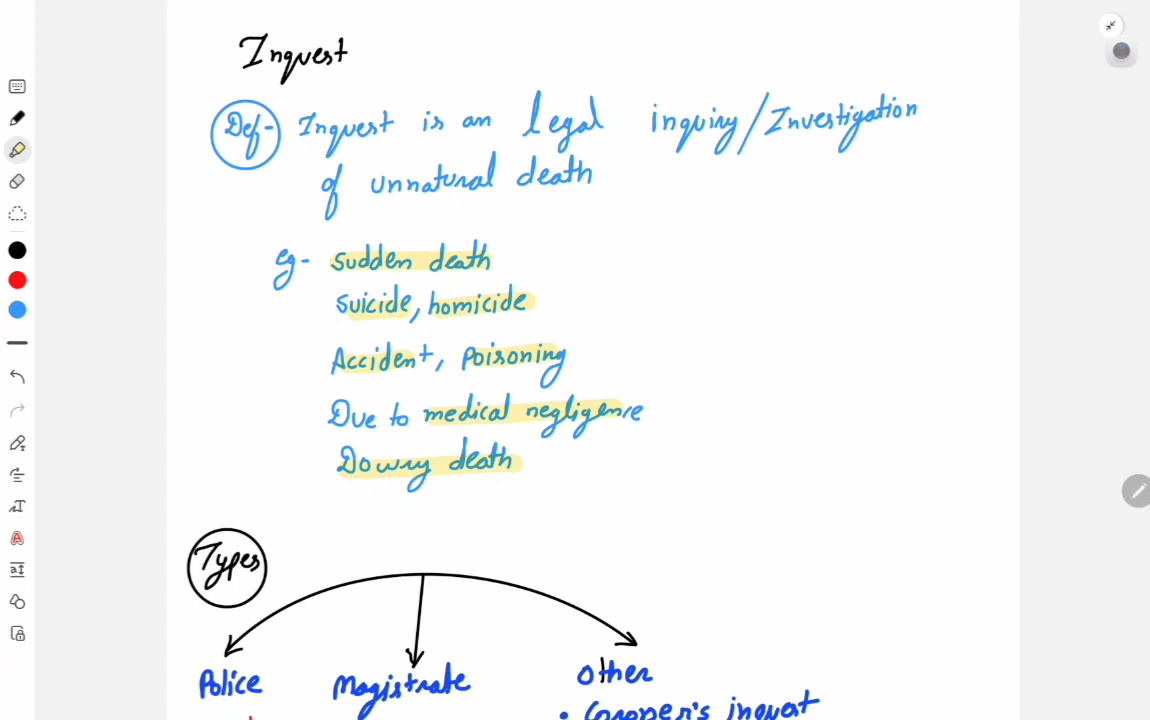 Inquest
Def- Inquest is an legal inquiry/Investigation
of unnatural death
eg- sudden death
suicide, homicide
Accident, Poisoning
Due to medical negligence
Dowry death
Types
Police Magistrate Other
• Coroner's inquest